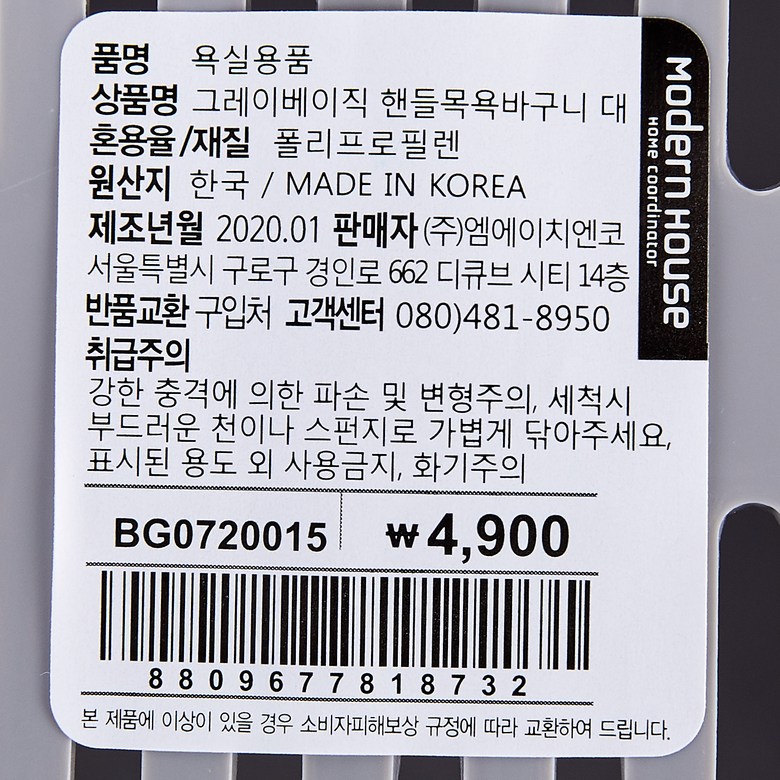 품명 욕실용품
상품명 그레이베이직 핸들목욕바구니 대
혼용율/재질 폴리프로필렌
원산지 한국 / MADE IN KOREA
제조년월 2020.01 판매자 (주)엠에이치엔코
서울특별시 구로구 경인로 662 디큐브 시티 14층
반품교환 구입처 고객센터 080)481-8950
취급주의
강한 충격에 의한 파손 및 변형주의, 세척시
부드러운 천이나 스펀지로 가볍게 닦아주세요,
표시된 용도 외 사용금지, 화기주의
BG0720015 ₩4,900
8809677818732
본 제품에 이상이 있을 경우 소비자피해보상 규정에 따라 교환하여 드립니다.
Modern House
Home Coordinator